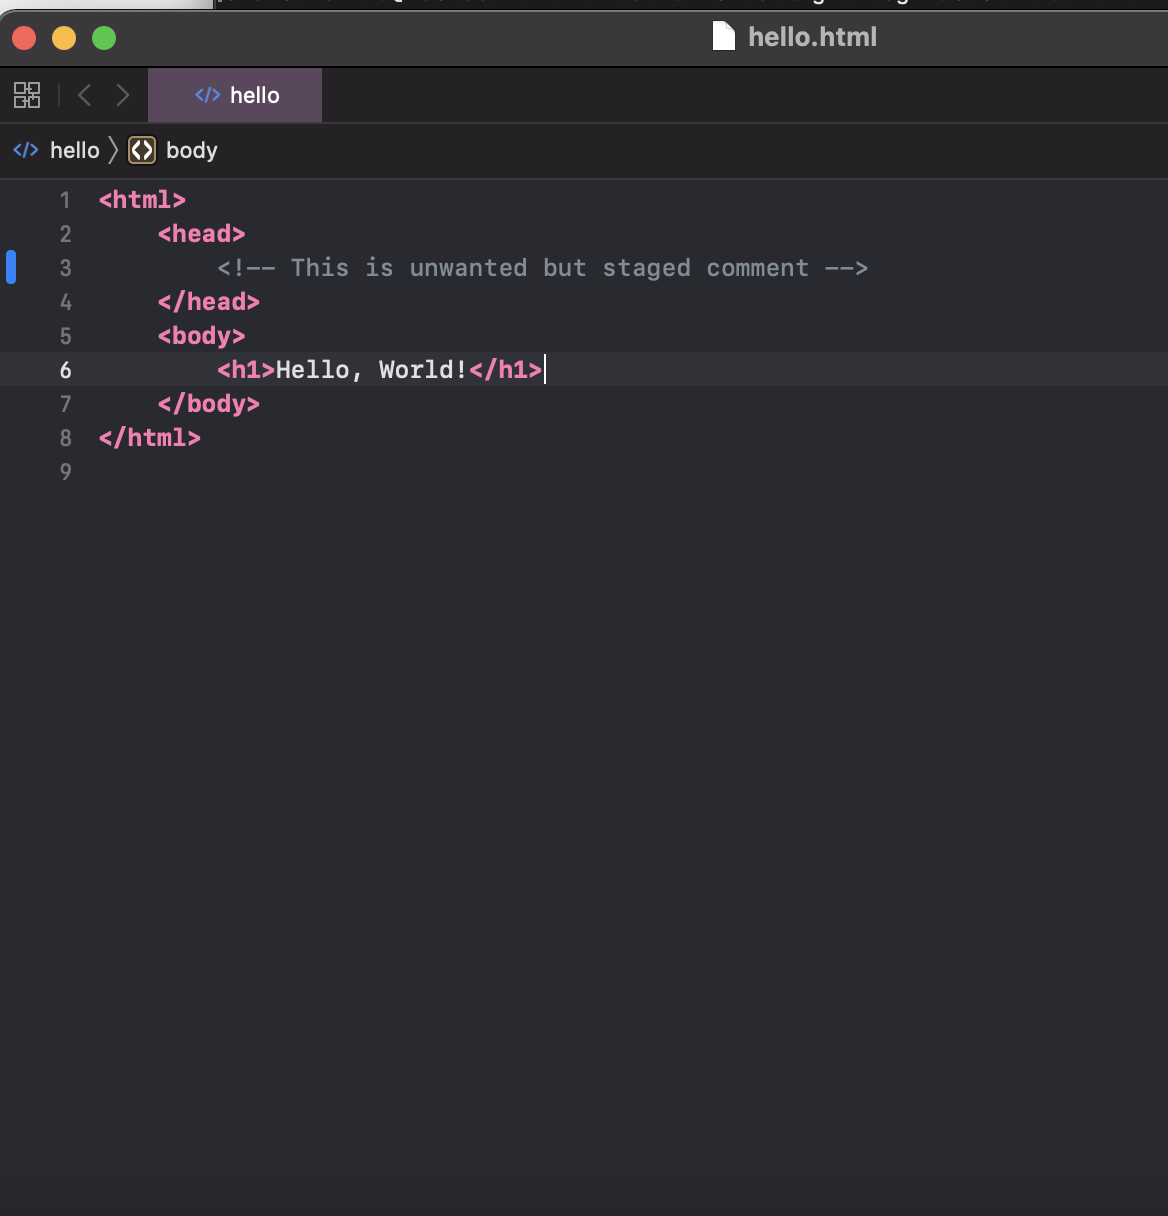 hello.html
</> hello
</> hello 〉 <> body
1 <html>
2     <head>
3         <!-- This is unwanted but staged comment -->
4     </head>
5     <body>
6         <h1>Hello, World!</h1>
7     </body>
8 </html>
9